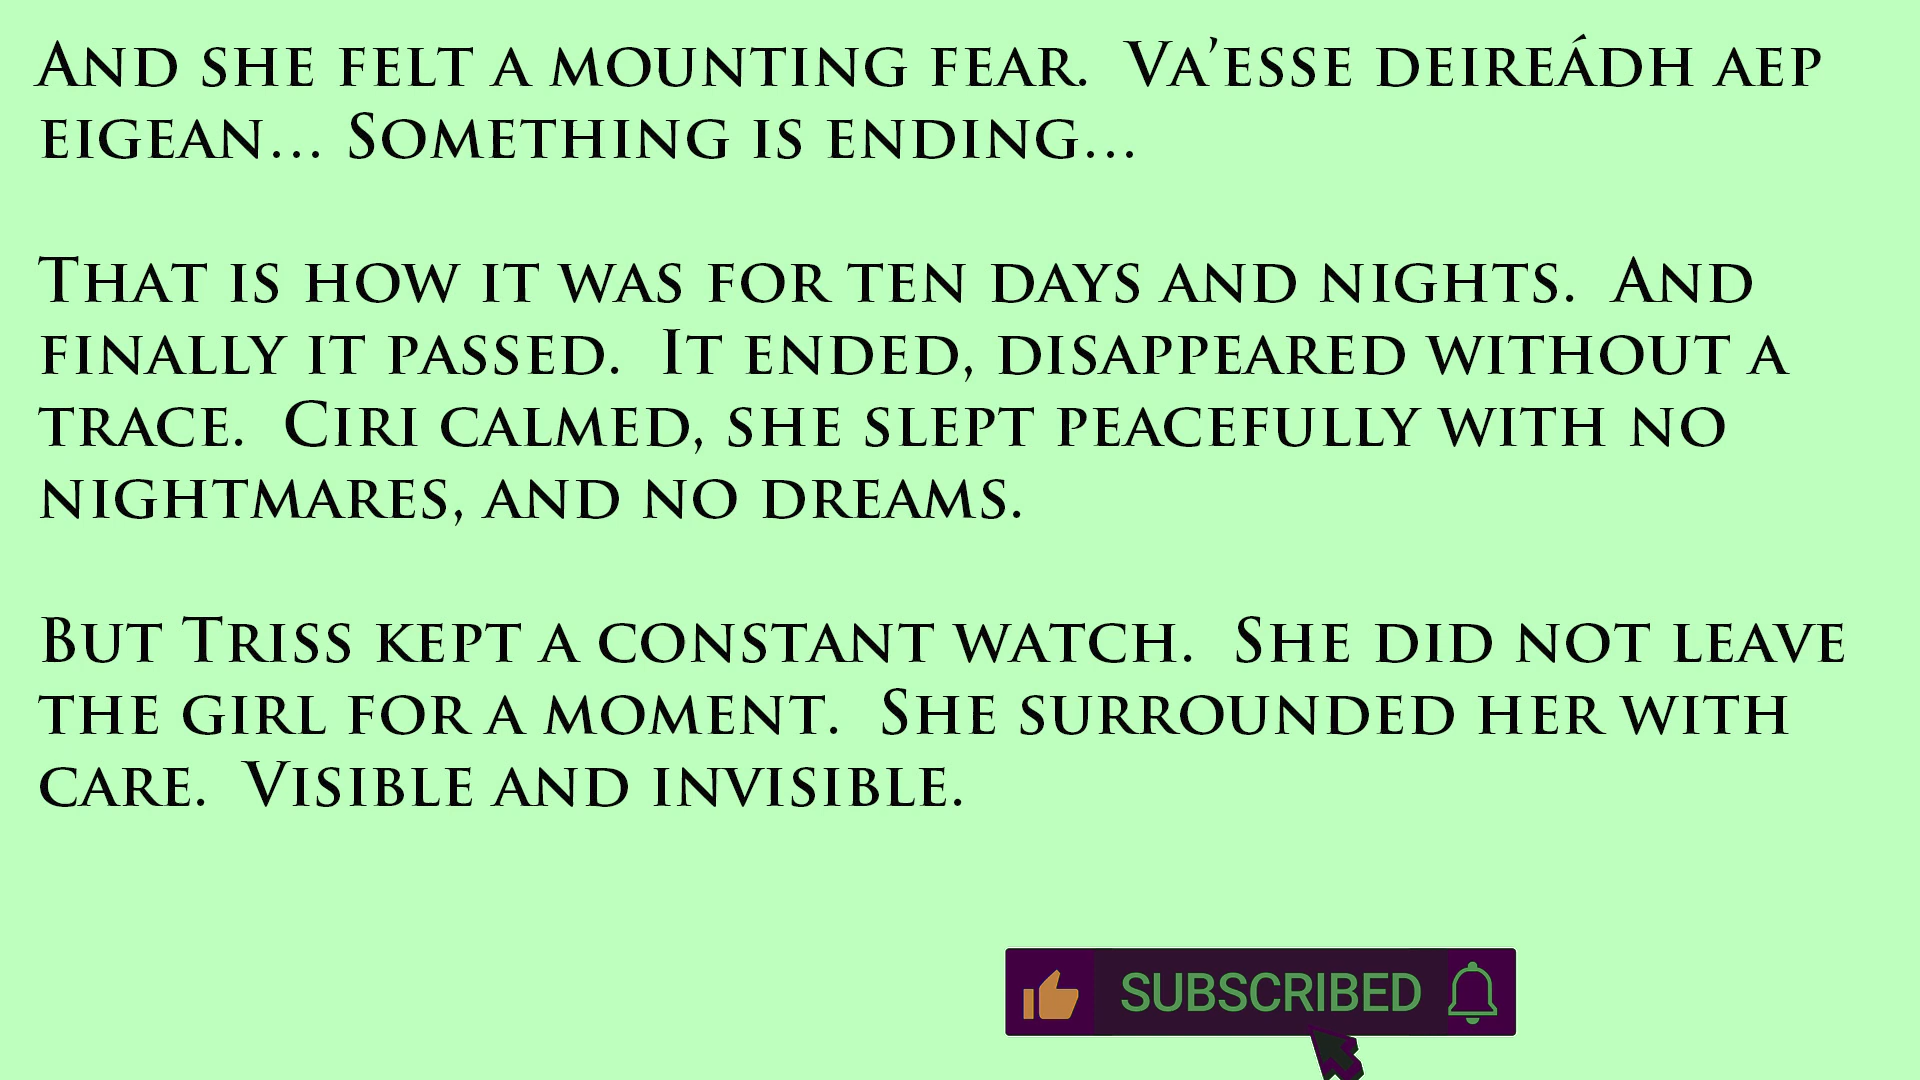 And she felt a mounting fear.  Va’esse deireádh aep
eigean… Something is ending…
That is how it was for ten days and nights.  And
finally it passed.  It ended, disappeared without a
trace.  Ciri calmed, she slept peacefully with no
nightmares, and no dreams.
But Triss kept a constant watch.  She did not leave
the girl for a moment.  She surrounded her with
care.  Visible and invisible.
SUBSCRIBED